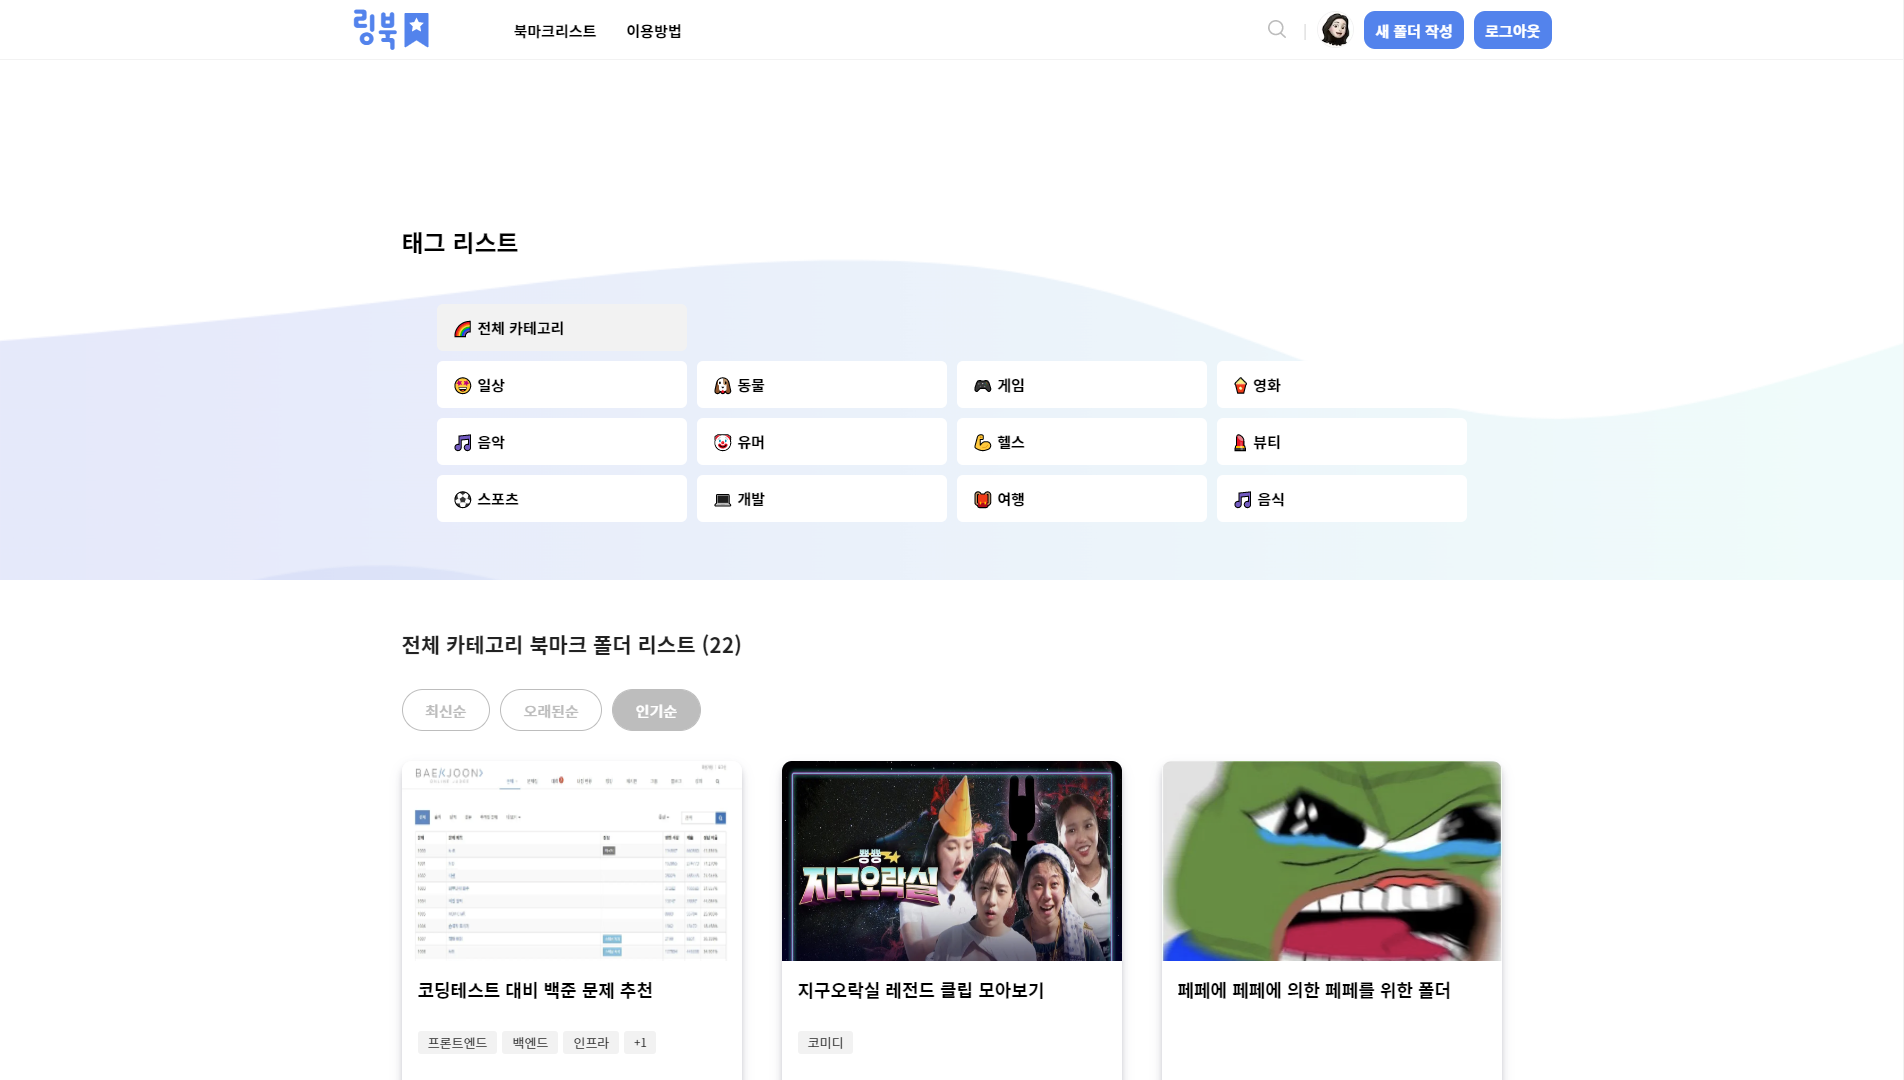 링북
북마크리스트
이용방법
새 폴더 작성
로그아웃
태그 리스트
전체 카테고리
일상
동물
게임
영화
음악
유머
헬스
뷰티
스포츠
개발
여행
음식
전체 카테고리 북마크 폴더 리스트 (22)
최신순
오래된순
인기순
BAEKJOON
ONLINE JUDGE
뿅뿅
지구오락실
코딩테스트 대비 백준 문제 추천
지구오락실 레전드 클립 모아보기
페페에 페페에 의한 페페를 위한 폴더
프론트엔드
백엔드
인프라
+1
코미디